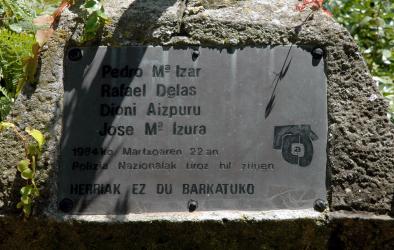 Pedro Mª Izar
Rafael Delas
Dioni Aizpuru
Jose Mª Izura
1984ko Martxoaren 22an
Polizia Nazionalak tiroz hil zituen
HERRIAK EZ DU BARKATUKO
a